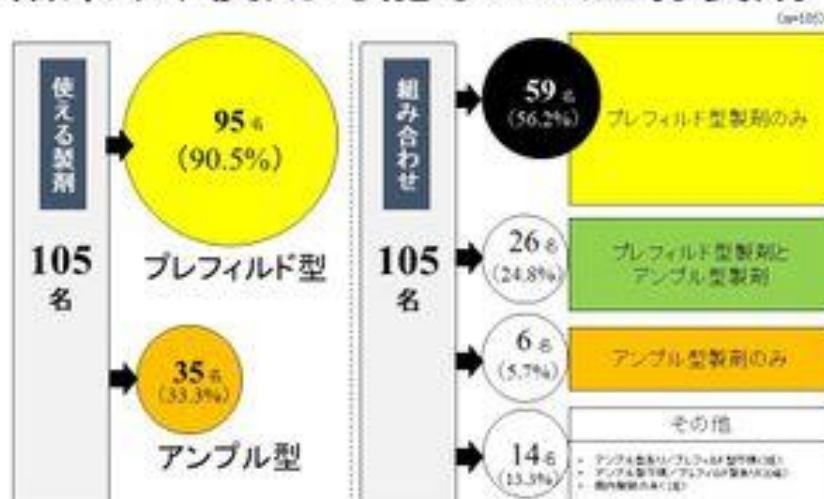 (n=105)
使える製剤
105
名
95名
(90.5%)
プレフィルド型
35名
(33.3%)
アンプル型
組み合わせ
105
名
59名
(56.2%)
プレフィルド型製剤のみ
26名
(24.8%)
プレフィルド型製剤と
アンプル型製剤
6名
(5.7%)
アンプル型製剤のみ
14名
(13.3%)
その他